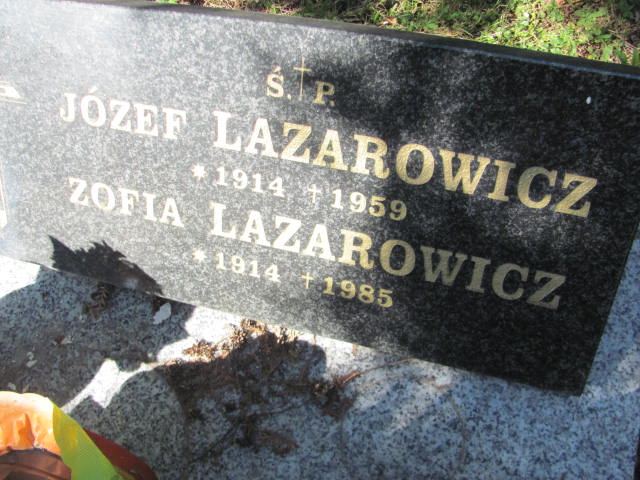 Ś.†P.
JÓZEF LAZAROWICZ
* 1914 † 1959
ZOFIA LAZAROWICZ
* 1914 † 1985